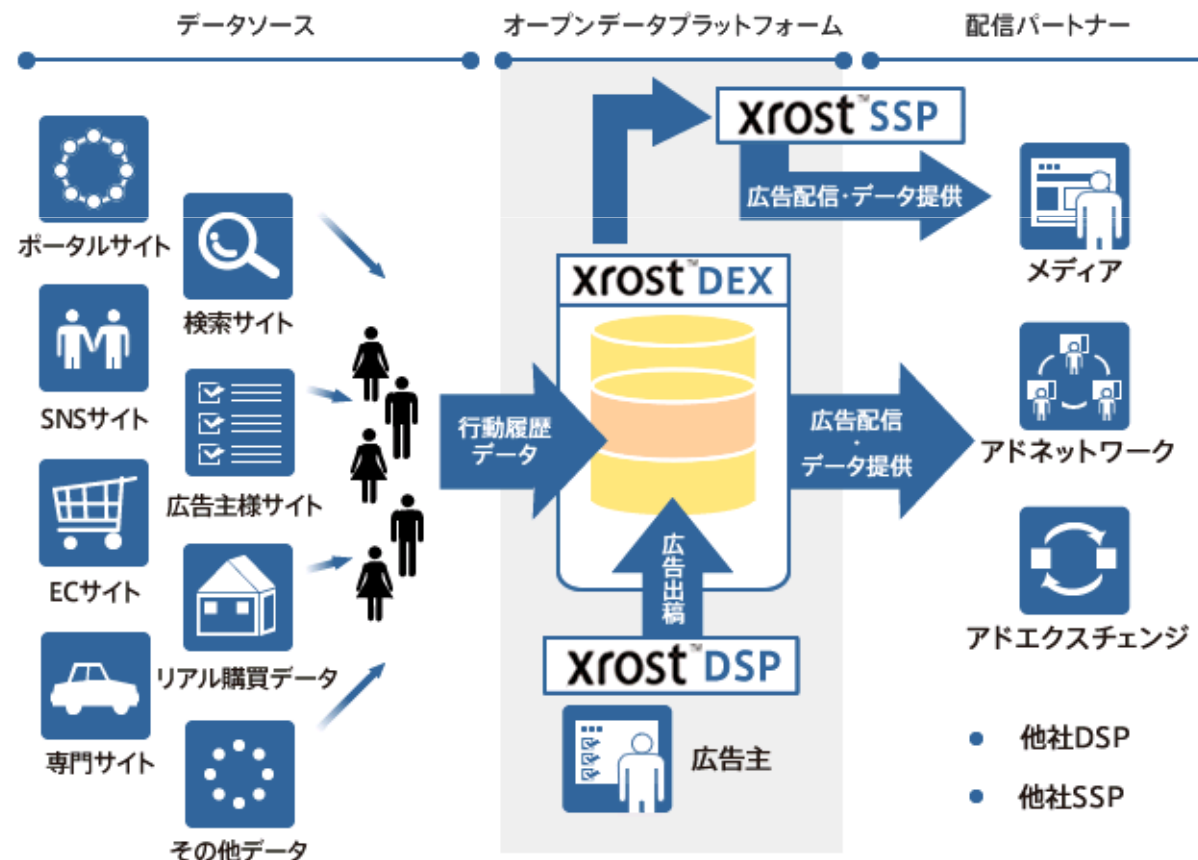 データソース
オープンデータプラットフォーム
配信パートナー
xrost™SSP
広告配信・データ提供
ポータルサイト
メディア
xrost™DEX
検索サイト
SNSサイト
行動履歴
データ
広告配信
・
データ提供
アドネットワーク
広告主様サイト
広告出稿
ECサイト
アドエクスチェンジ
リアル購買データ
xrost™DSP
専門サイト
広告主
他社DSP
他社SSP
その他データ